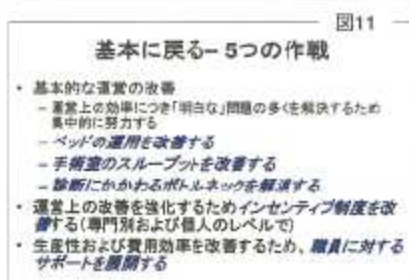 図11
基本に戻る– 5つの作戦
• 基本的な運営の改善
– 運営上の効率につき「明白な」問題の多くを解決するため
集中的に努力する
– ベッドの運用を改善する
– 手術室のスループットを改善する
– 診断にかかわるボトルネックを解消する
• 運営上の改善を強化するためインセンティブ制度を改
善する(専門別および個人のレベルで)
• 生産性および費用効率を改善するため、職員に対する
サポートを展開する